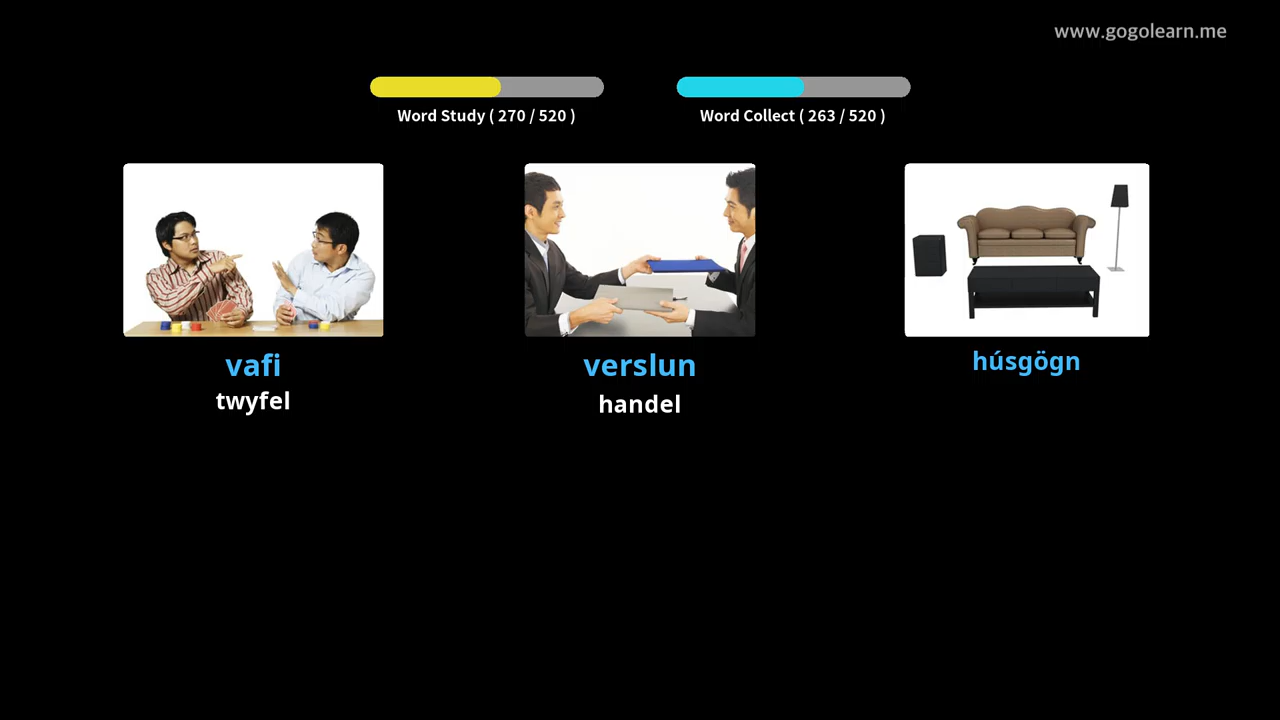 www.gogolearn.me
Word Study ( 270 / 520 )
Word Collect ( 263 / 520 )
vafi
twyfel
verslun
handel
húsgögn